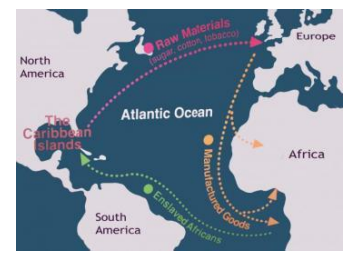 Raw Materials
(sugar, cotton, tobacco)
Europe
North
America
The
Caribbean
Islands
Atlantic Ocean
Manufactured Goods
Africa
Enslaved Africans
South
America